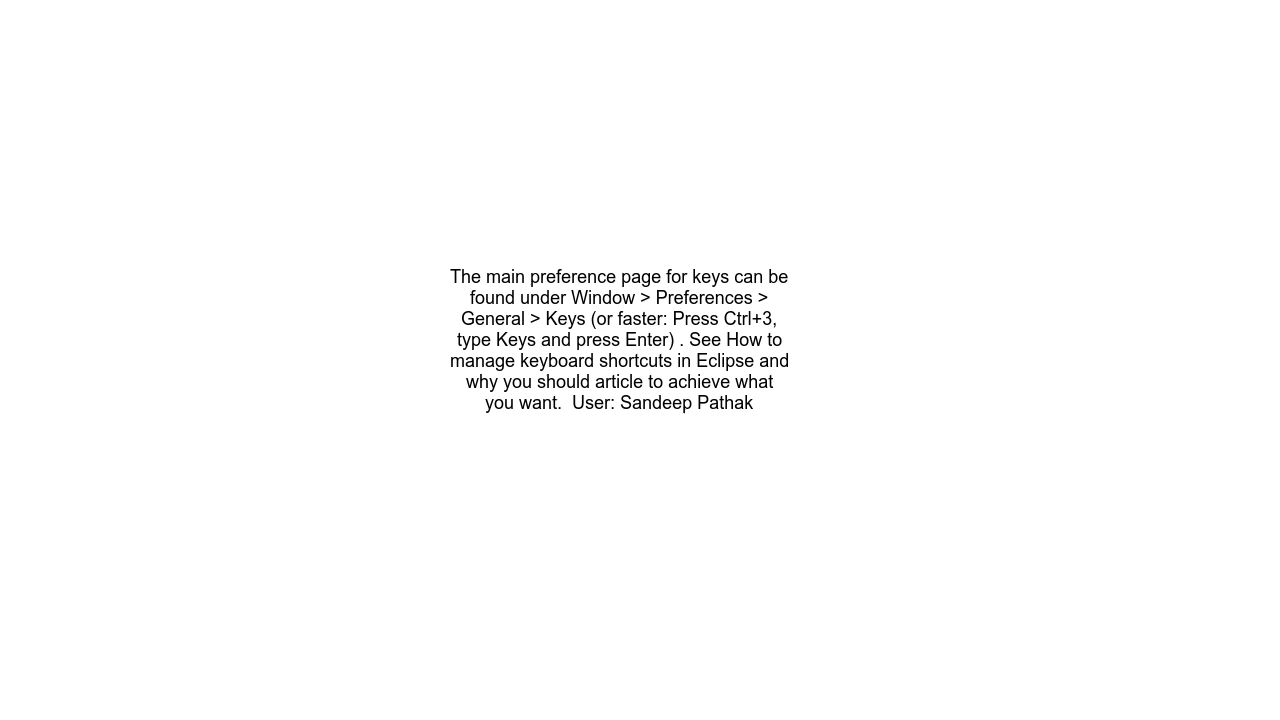 The main preference page for keys can be
found under Window > Preferences >
General > Keys (or faster: Press Ctrl+3,
type Keys and press Enter) . See How to
manage keyboard shortcuts in Eclipse and
why you should article to achieve what
you want.  User: Sandeep Pathak